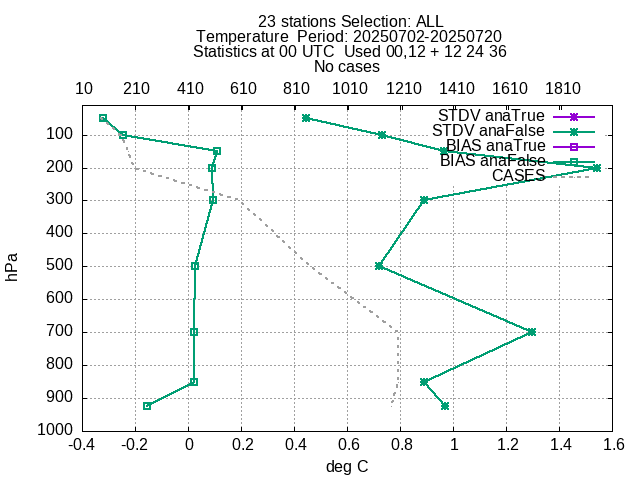 23 stations Selection: ALL
Temperature  Period: 20250702-20250720
Statistics at 00 UTC  Used 00,12 + 12 24 36
No cases
10 210 410 610 810 1010 1210 1410 1610 1810
STDV anaTrue
STDV anaFalse
BIAS anaTrue
BIAS anaFalse
CASES
100
200
300
400
500
600
700
800
900
1000
hPa
-0.4 -0.2 0 0.2 0.4 0.6 0.8 1 1.2 1.4 1.6
deg C